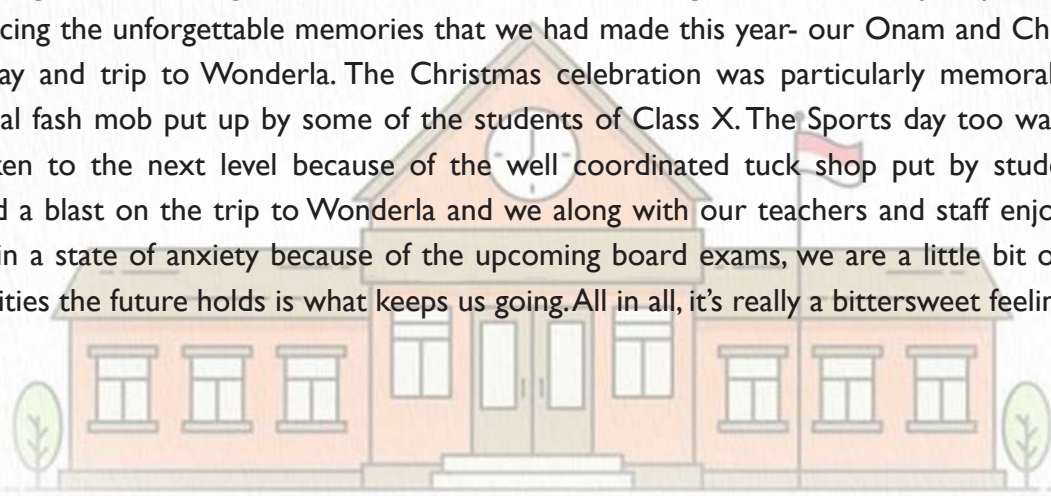 cing the unforgettable memories that we had made this year- our Onam and Ch
ay and trip to Wonderla. The Christmas celebration was particularly memora
al fash mob put up by some of the students of Class X. The Sports day too wa
en to the next level because of the well coordinated tuck shop put by stud
d a blast on the trip to Wonderla and we along with our teachers and staff enjo
in a state of anxiety because of the upcoming board exams, we are a little bit o
ities the future holds is what keeps us going. All in all, it's really a bittersweet feelin